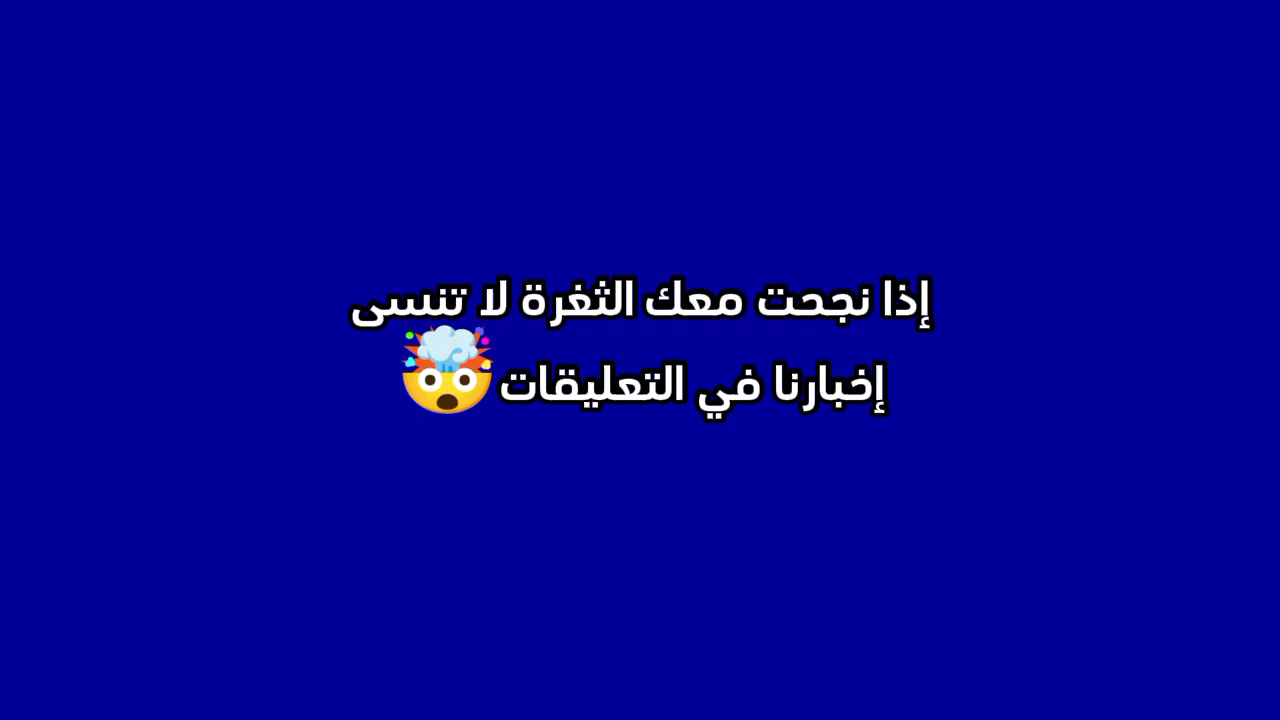 إذا نجحت معك الثغرة لا تنسى
إخبارنا في التعليقات🤯